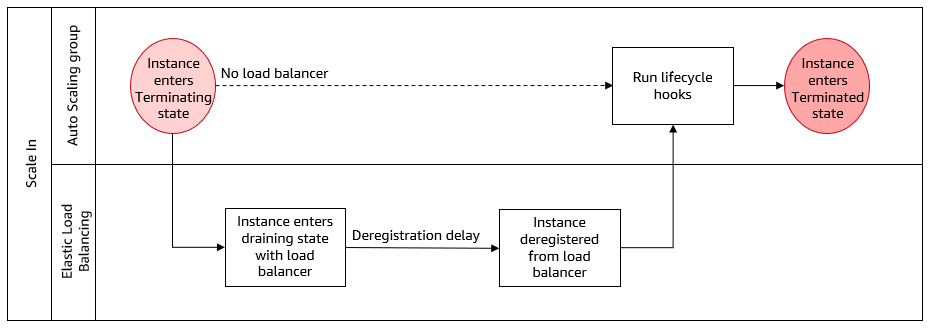 Scale In
Auto Scaling group
Instance
enters
Terminating
state
No load balancer
Run lifecycle
hooks
Instance
enters
Terminated
state
Elastic Load
Balancing
Instance enters
draining state
with load
balancer
Deregistration delay
Instance
deregistered
from load
balancer